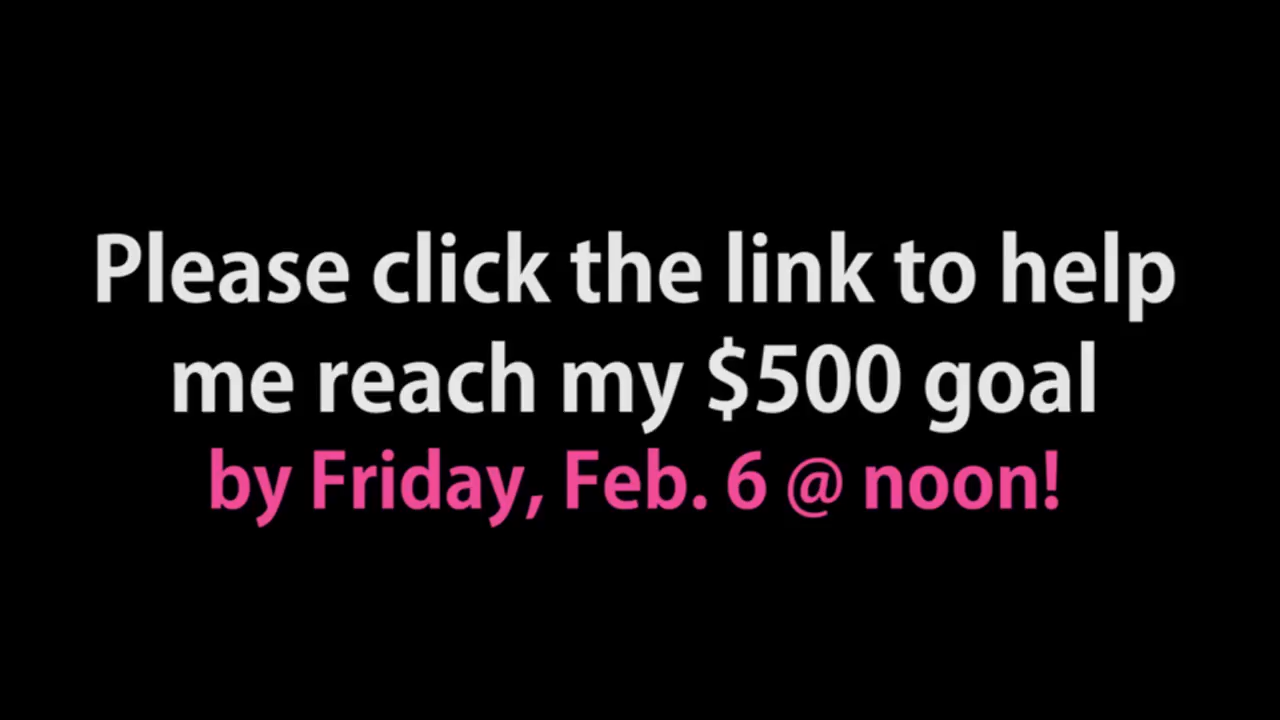 Please click the link to help
me reach my $500 goal
by Friday, Feb. 6 @ noon!